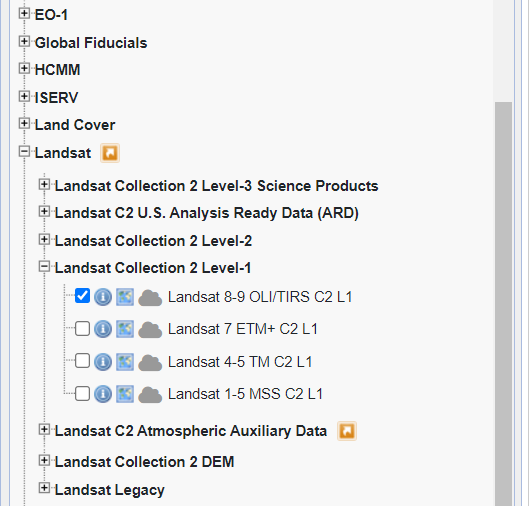 EO-1
Global Fiducials
HCMM
ISERV
Land Cover
Landsat
Landsat Collection 2 Level-3 Science Products
Landsat C2 U.S. Analysis Ready Data (ARD)
Landsat Collection 2 Level-2
Landsat Collection 2 Level-1
Landsat 8-9 OLI/TIRS C2 L1
Landsat 7 ETM+ C2 L1
Landsat 4-5 TM C2 L1
Landsat 1-5 MSS C2 L1
Landsat C2 Atmospheric Auxiliary Data
Landsat Collection 2 DEM
Landsat Legacy